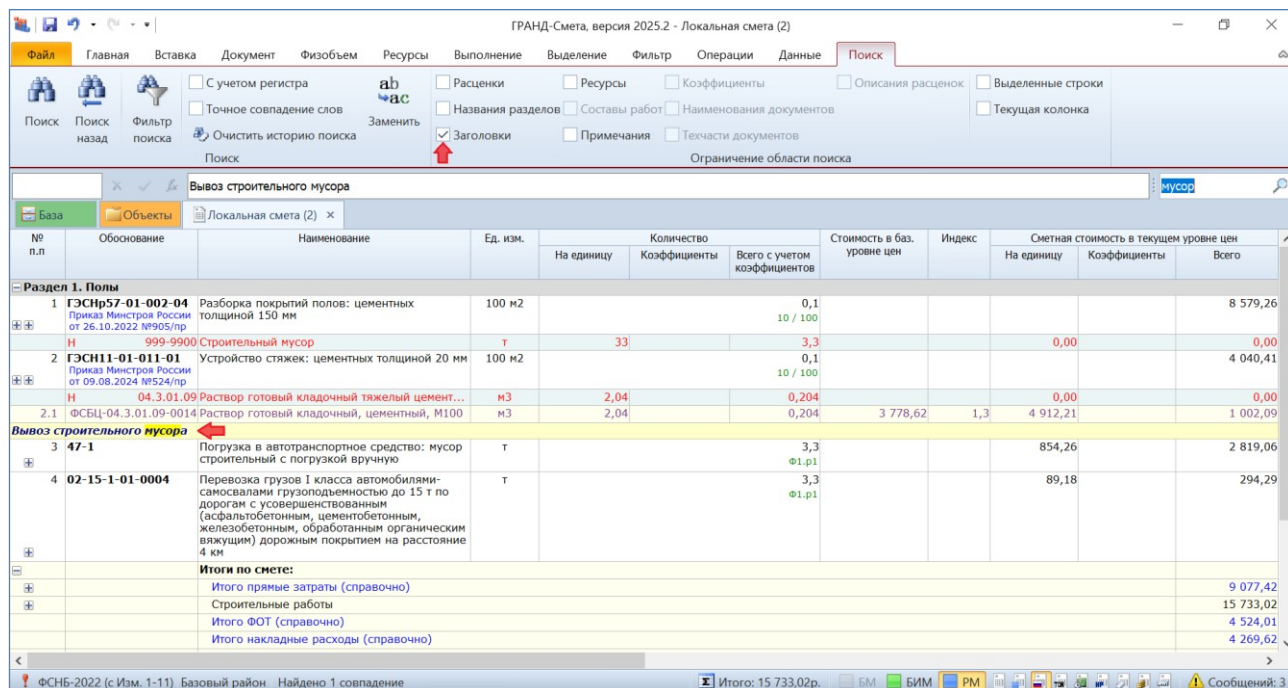 ГРАНД-Смета, версия 2025.2 - Локальная смета (2)
Файл Главная Вставка Документ Физобъем Ресурсы Выполнение Выделение Фильтр Операции Данные Поиск
С учетом регистра
Точное совпадение слов
Очистить историю поиска
Поиск
Поиск назад
Фильтр поиска
ab
ac
Заменить
Поиск
Расценки Ресурсы Коэффициенты Описания расценок Выделенные строки
Названия разделов Составы работ Наименования документов Текущая колонка
Заголовки Примечания Техчасти документов
Ограничение области поиска
fx Вывоз строительного мусора мусор
База Объекты Локальная смета (2) ×
№ п.п Обоснование Наименование Ед. изм. Количество Стоимость в баз. уровне цен Индекс Сметная стоимость в текущем уровне цен
На единицу Коэффициенты Всего с учетом коэффициентов На единицу Коэффициенты Всего
Раздел 1. Полы
1 ГЭСНр57-01-002-04 Разборка покрытий полов: цементных 100 м2 0,1 8 579,26
Приказ Минстроя России толщиной 150 мм 10 / 100
от 26.10.2022 №905/пр
Н 999-9900 Строительный мусор т 33 3,3 0,00 0,00
2 ГЭСН11-01-011-01 Устройство стяжек: цементных толщиной 20 мм 100 м2 0,1 4 040,41
Приказ Минстроя России 10 / 100
от 09.08.2024 №524/пр
Н 04.3.01.09 Раствор готовый кладочный тяжелый цемент... м3 2,04 0,204 0,00 0,00
2.1 ФСБЦ-04.3.01.09-0014 Раствор готовый кладочный, цементный, М100 м3 2,04 0,204 3 778,62 1,3 4 912,21 1 002,09
Вывоз строительного мусора
3 47-1 Погрузка в автотранспортное средство: мусор т 3,3 854,26 2 819,06
строительный с погрузкой вручную Ф1.р1
4 02-15-1-01-0004 Перевозка грузов I класса автомобилями- т 3,3 89,18 294,29
самосвалами грузоподъемностью до 15 т по Ф1.р1
дорогам с усовершенствованным
(асфальтобетонным, цементобетонным,
железобетонным, обработанным органическим
вяжущим) дорожным покрытием на расстояние
4 км
Итоги по смете:
Итого прямые затраты (справочно) 9 077,42
Строительные работы 15 733,02
Итого ФОТ (справочно) 4 524,01
Итого накладные расходы (справочно) 4 269,62
ФСНБ-2022 (с Изм. 1-11) Базовый район Найдено 1 совпадение Σ Итого: 15 733,02р. БМ БИМ РМ Сообщений: 3